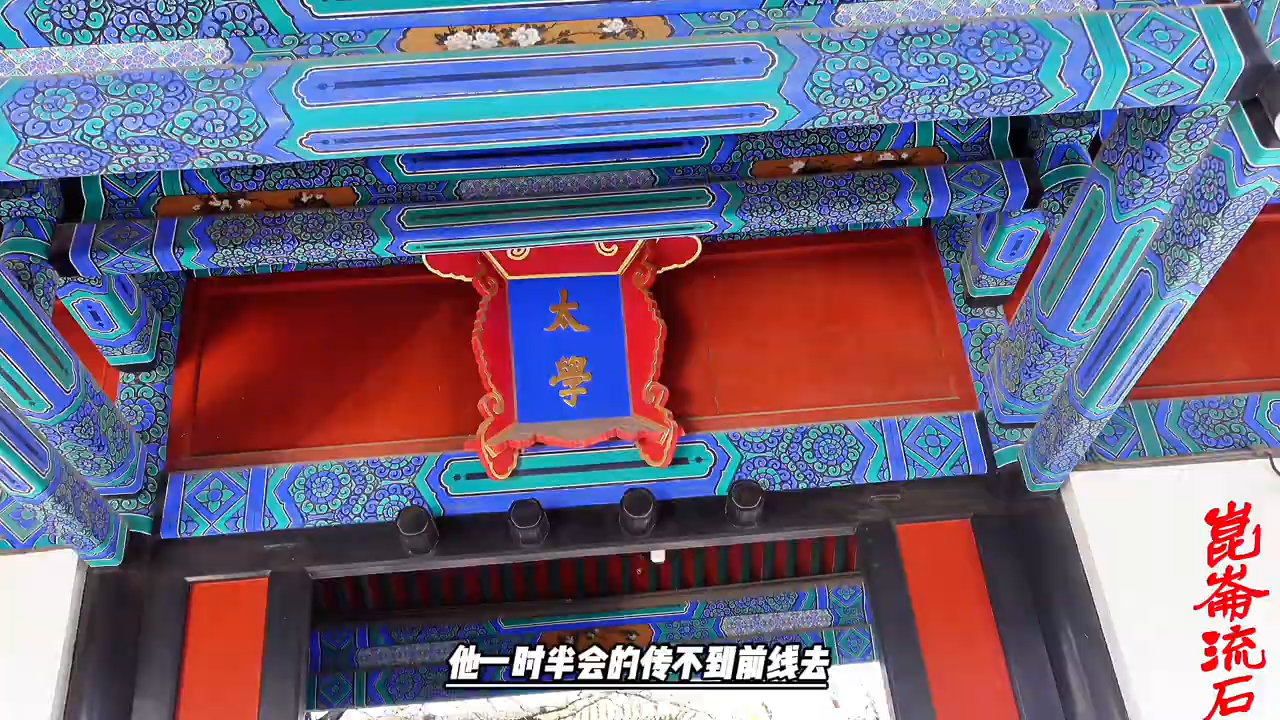 太學
他一时半会的传不到前线去
崑崙流石